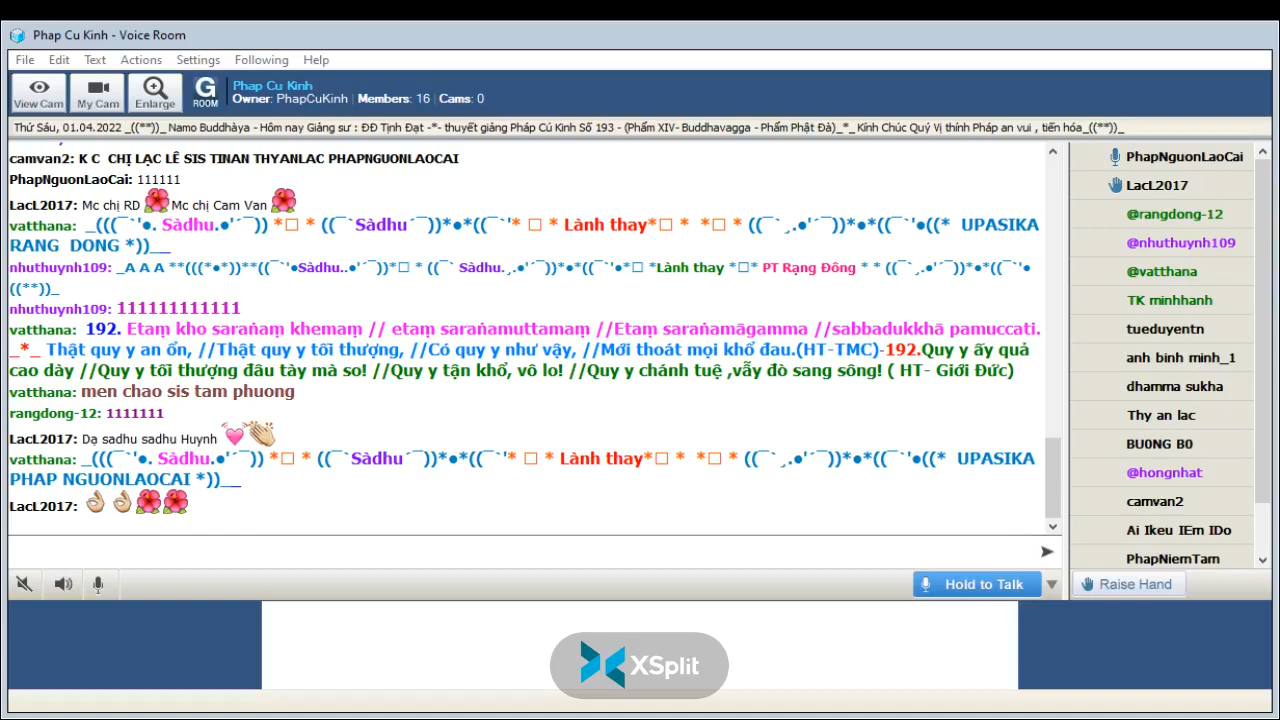 Phap Cu Kinh - Voice Room
File Edit Text Actions Settings Following Help
View Cam My Cam Enlarge G ROOM
Phap Cu Kinh
Owner: PhapCuKinh | Members: 16 | Cams: 0
Thứ Sáu, 01.04.2022 _((**))_ Namo Buddhàya - Hôm nay Giảng sư : ĐĐ Tịnh Đạt -*- thuyết giảng Pháp Cú Kinh Số 193 - (Phẩm XIV- Buddhavagga - Phẩm Phật Đà)_*_ Kính Chúc Quý Vị thính Pháp an vui , tiến hóa_((**))_
camvan2: K C CHỊ LẠC LÊ SIS TINAN THYANLAC PHAPNGUONLAOCAI
PhapNguonLaoCai: 111111
LacL2017: Mc chị RD 🌺 Mc chị Cam Van 🌺
vatthana: _(((¯`'●. Sàdhu.●'´¯)) *□ * ((¯`Sàdhu´¯))*●*((¯`'* □ * Lành thay*□ * *□ * ((¯`¸.●'´¯))*●*((¯`'●((* UPASIKA
RANG DONG *))__
nhuthuynh109: _A A A **(((*●*))**((¯`'●Sàdhu..●'´¯))*□ * ((¯` Sàdhu.¸.●'´¯))*●*((¯`'●*□ *Lành thay *□* PT Rạng Đông * * ((¯`¸.●'´¯))*●*((¯`'●
((**))_
nhuthuynh109: 111111111111
vatthana: 192. Etaṃ kho saraṅaṃ khemaṃ // etaṃ saraṅamuttamaṃ //Etaṃ saraṅamāgamma //sabbadukkhā pamuccati.
_*_ Thật quy y an ổn, //Thật quy y tối thượng, //Có quy y như vậy, //Mới thoát mọi khổ đau.(HT-TMC)-192.Quy y ấy quả
cao dày //Quy y tối thượng đâu tày mà so! //Quy y tận khổ, vô lo! //Quy y chánh tuệ ,vẫy đò sang sông! ( HT- Giới Đức)
vatthana: men chao sis tam phuong
rangdong-12: 1111111
LacL2017: Dạ sadhu sadhu Huynh 💓👏
vatthana: _(((¯`'●. Sàdhu.●'´¯)) *□ * ((¯`Sàdhu´¯))*●*((¯`'* □ * Lành thay*□ * *□ * ((¯`¸.●'´¯))*●*((¯`'●((* UPASIKA
PHAP NGUONLAOCAI *))__
LacL2017: 👌👌🌺🌺
PhapNguonLaoCai
LacL2017
@rangdong-12
@nhuthuynh109
@vatthana
TK minhhanh
tueduyentn
anh binh minh_1
dhamma sukha
Thy an lac
BU0NG B0
@hongnhat
camvan2
Ai Ikeu IEm IDo
PhapNiemTam
Hold to Talk
Raise Hand
XSplit